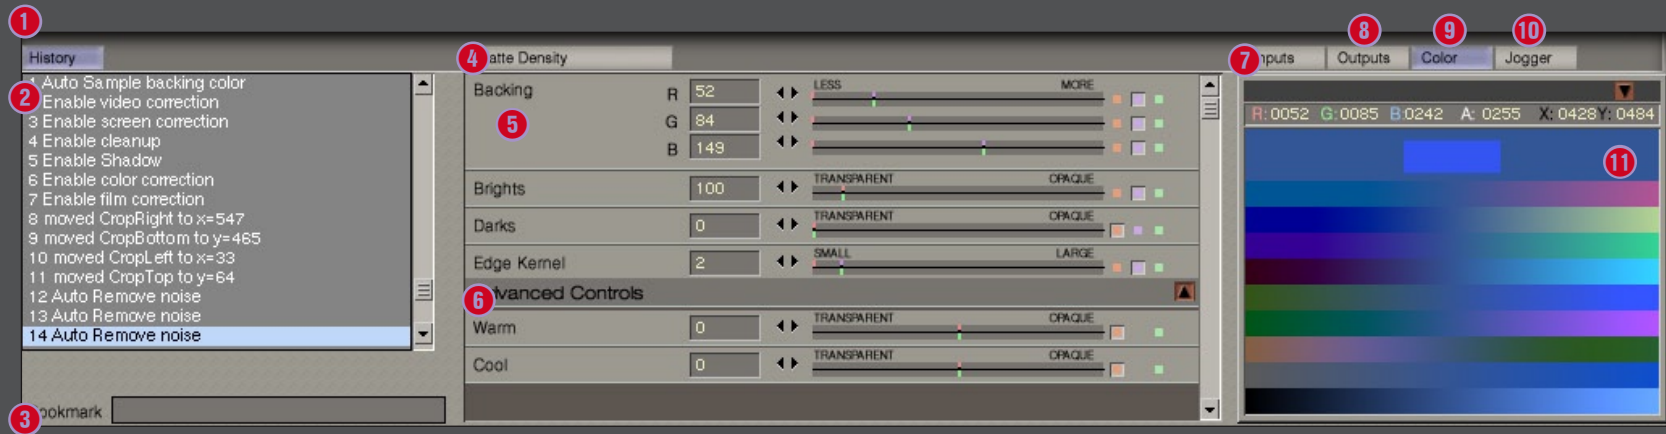 1
8
9
10
History
4
atte Density
7
nputs
Outputs
Color
Jogger
1 Auto Sample backing color
2
Enable video correction
3 Enable screen correction
4 Enable cleanup
5 Enable Shadow
6 Enable color correction
7 Enable film correction
8 moved CropRight to x=547
9 moved CropBottom to y=465
10 moved CropLeft to x=33
11 moved CropTop to y=64
12 Auto Remove noise
13 Auto Remove noise
14 Auto Remove noise
3
ookmark
Backing
5
R 52
LESS MORE
G 84
B 149
Brights 100
TRANSPARENT OPAQUE
Darks 0
TRANSPARENT OPAQUE
Edge Kernel 2
SMALL LARGE
6
dvanced Controls
Warm 0
TRANSPARENT OPAQUE
Cool 0
TRANSPARENT OPAQUE
R:0052 G:0085 B:0242 A: 0255 X: 0428Y: 0484
11